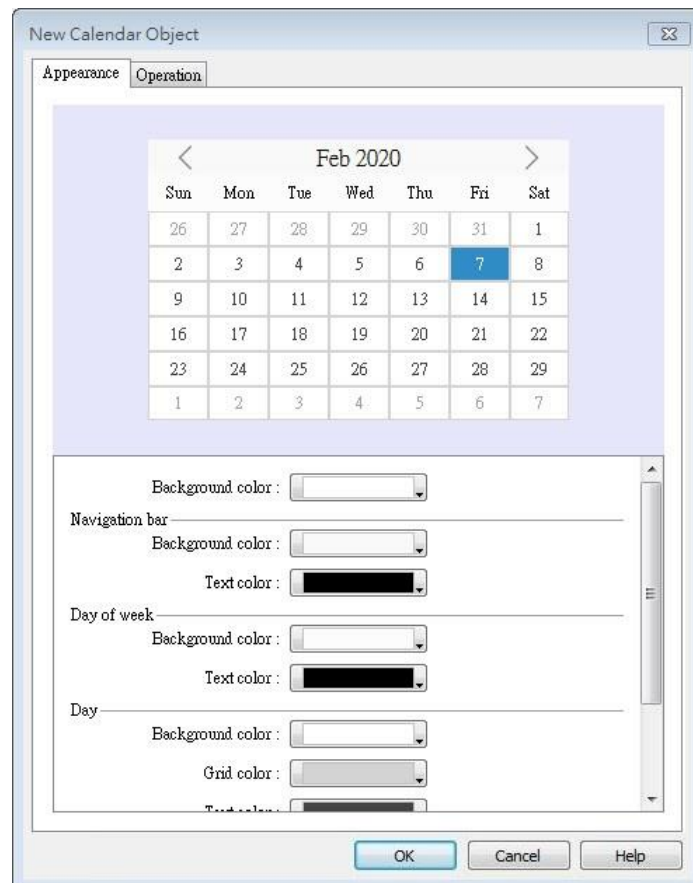 New Calendar Object
Appearance Operation
Feb 2020
Sun Mon Tue Wed Thu Fri Sat
26 27 28 29 30 31 1
2 3 4 5 6 7 8
9 10 11 12 13 14 15
16 17 18 19 20 21 22
23 24 25 26 27 28 29
1 2 3 4 5 6 7
Background color :
Navigation bar
Background color :
Text color :
Day of week
Background color :
Text color :
Day
Background color :
Grid color :
Text color :
OK Cancel Help